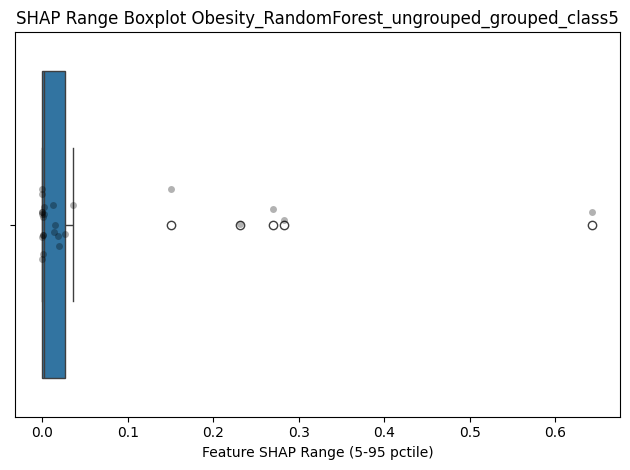 SHAP Range Boxplot Obesity_RandomForest_ungrouped_grouped_class5
0.0 0.1 0.2 0.3 0.4 0.5 0.6
Feature SHAP Range (5-95 pctile)